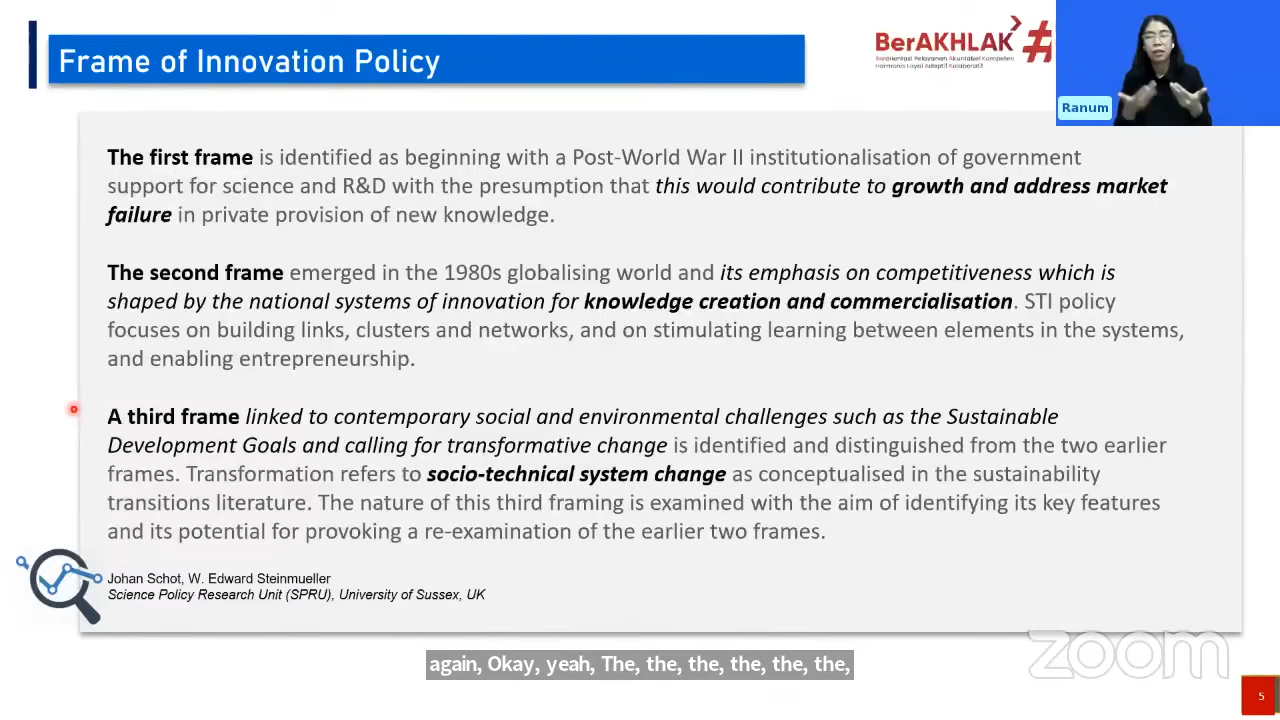 Frame of Innovation Policy
BerAKHLAK #
Berorientasi Pelayanan Akuntabel Kompeten
Harmonis Loyal Adaptif Kolaboratif
Ranum
The first frame is identified as beginning with a Post-World War II institutionalisation of government
support for science and R&D with the presumption that this would contribute to growth and address market
failure in private provision of new knowledge.
The second frame emerged in the 1980s globalising world and its emphasis on competitiveness which is
shaped by the national systems of innovation for knowledge creation and commercialisation. STI policy
focuses on building links, clusters and networks, and on stimulating learning between elements in the systems,
and enabling entrepreneurship.
A third frame linked to contemporary social and environmental challenges such as the Sustainable
Development Goals and calling for transformative change is identified and distinguished from the two earlier
frames. Transformation refers to socio-technical system change as conceptualised in the sustainability
transitions literature. The nature of this third framing is examined with the aim of identifying its key features
and its potential for provoking a re-examination of the earlier two frames.
Johan Schot, W. Edward Steinmueller
Science Policy Research Unit (SPRU), University of Sussex, UK
again, Okay, yeah, The, the, the, the, the, the,
zoom
5